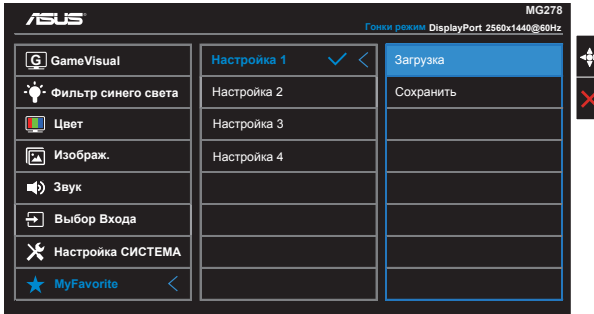 ASUS
MG278
Гонки режим DisplayPort 2560x1440@60Hz
G GameVisual
Фильтр синего света
Цвет
Изображ.
Звук
Выбор Входа
Настройка СИСТЕМА
MyFavorite
Настройка 1
Настройка 2
Настройка 3
Настройка 4
Загрузка
Сохранить